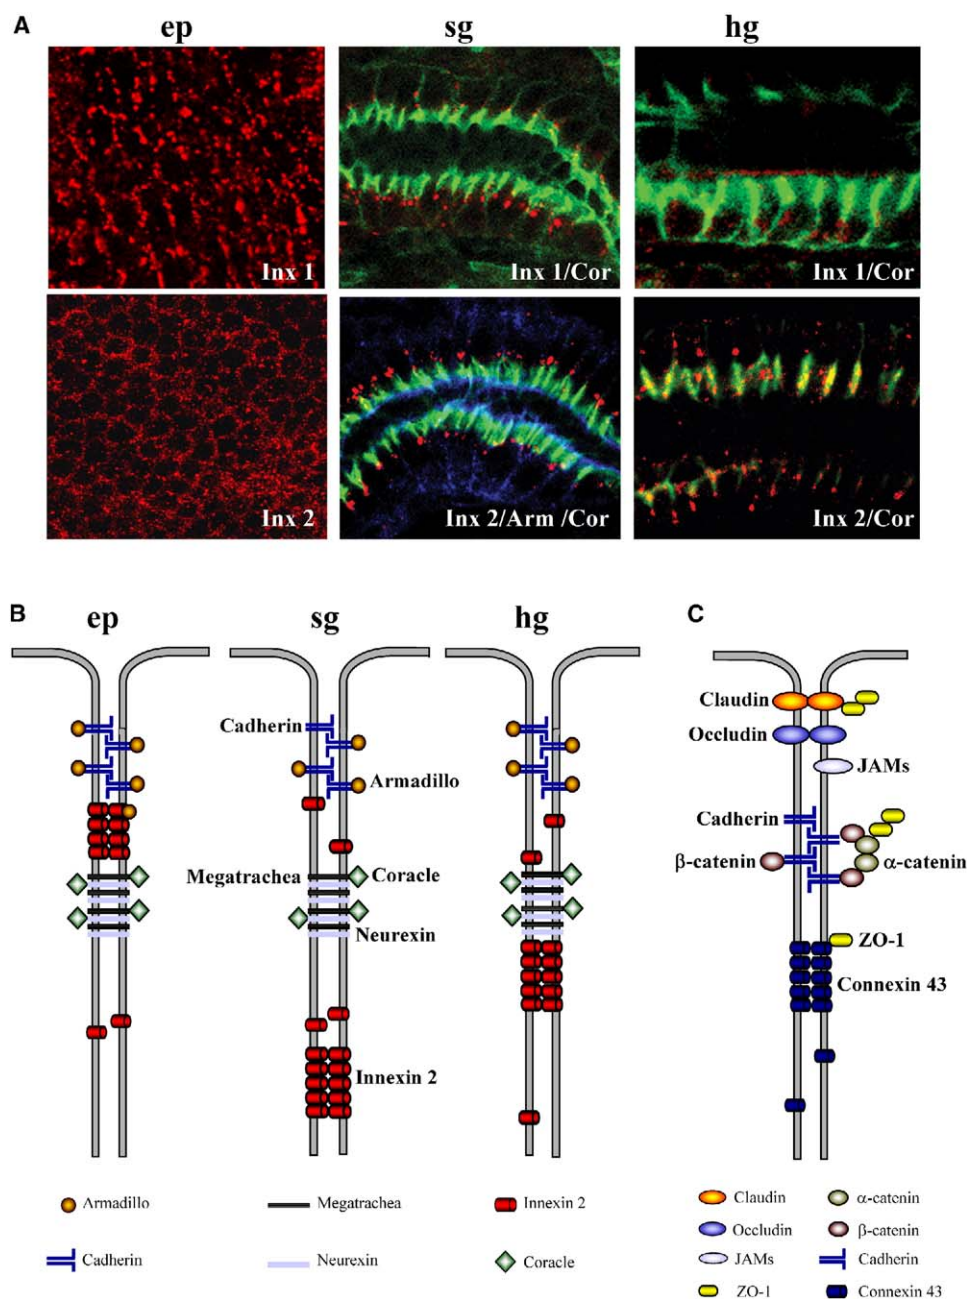 A
ep
sg
hg
Inx 1
Inx 1/Cor
Inx 1/Cor
Inx 2
Inx 2/Arm /Cor
Inx 2/Cor
B
ep
sg
hg
Cadherin
Armadillo
Megatrachea
Coracle
Neurexin
Innexin 2
Armadillo
Megatrachea
Innexin 2
Cadherin
Neurexin
Coracle
C
Claudin
Occludin
JAMs
Cadherin
β-catenin
α-catenin
ZO-1
Connexin 43
Claudin
α-catenin
Occludin
β-catenin
JAMs
Cadherin
ZO-1
Connexin 43